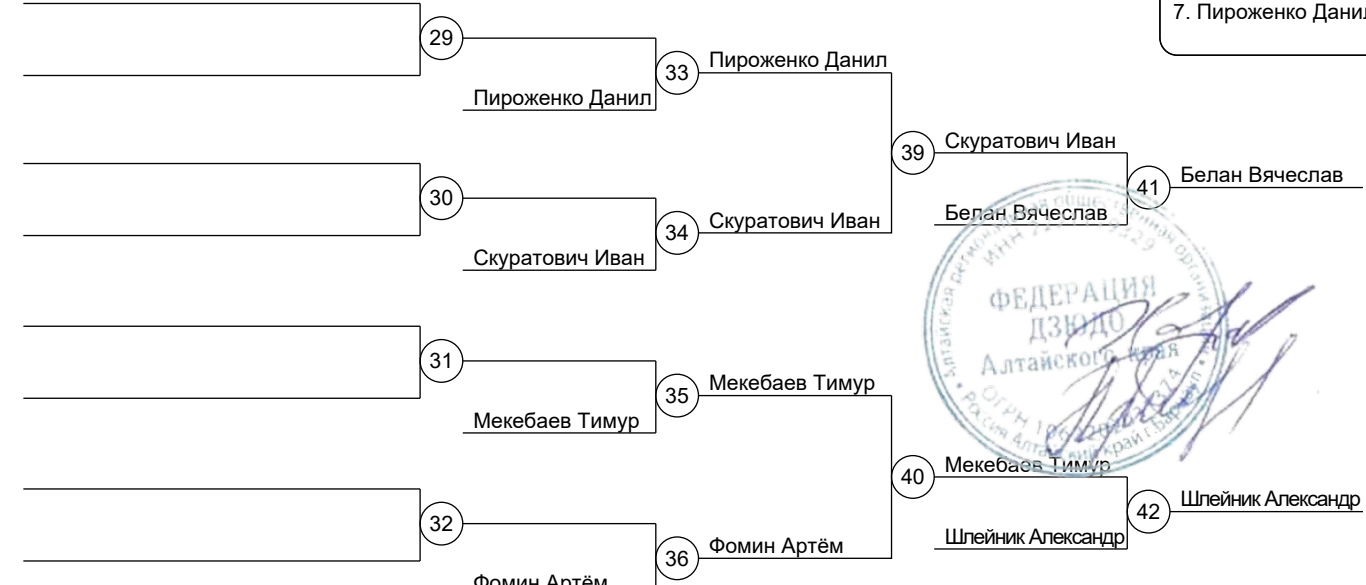 7. Пироженко Данил
29
Пироженко Данил
33
Пироженко Данил
39
Скуратович Иван
30
Скуратович Иван
34
Скуратович Иван
Белан Вячеслав
41
Белан Вячеслав
ФЕДЕРАЦИЯ
ДЗЮДО
Алтайского края
31
Мекебаев Тимур
35
Мекебаев Тимур
40
Мекебаев Тимур
32
Фомин Артём
36
Фомин Артём
Шлейник Александр
42
Шлейник Александр